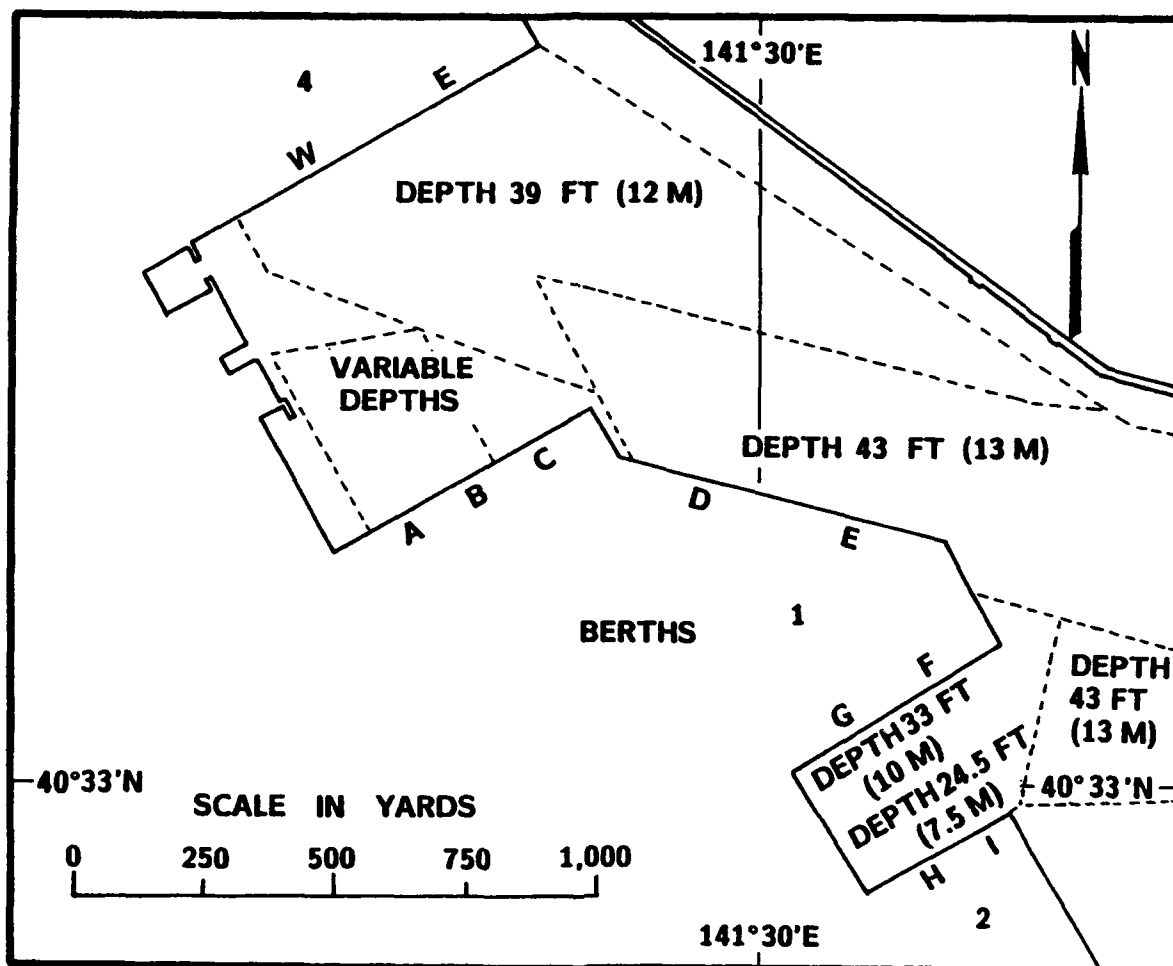 141°30'E
N
4
E
W
DEPTH 39 FT (12 M)
VARIABLE
DEPTHS
DEPTH 43 FT (13 M)
C
B
A
D
E
1
BERTHS
F
G
DEPTH
43 FT
(13 M)
DEPTH 33 FT
(10 M)
DEPTH 24.5 FT
(7.5 M)
40°33'N
40°33'N
SCALE IN YARDS
0 250 500 750 1,000
H
I
2
141°30'E